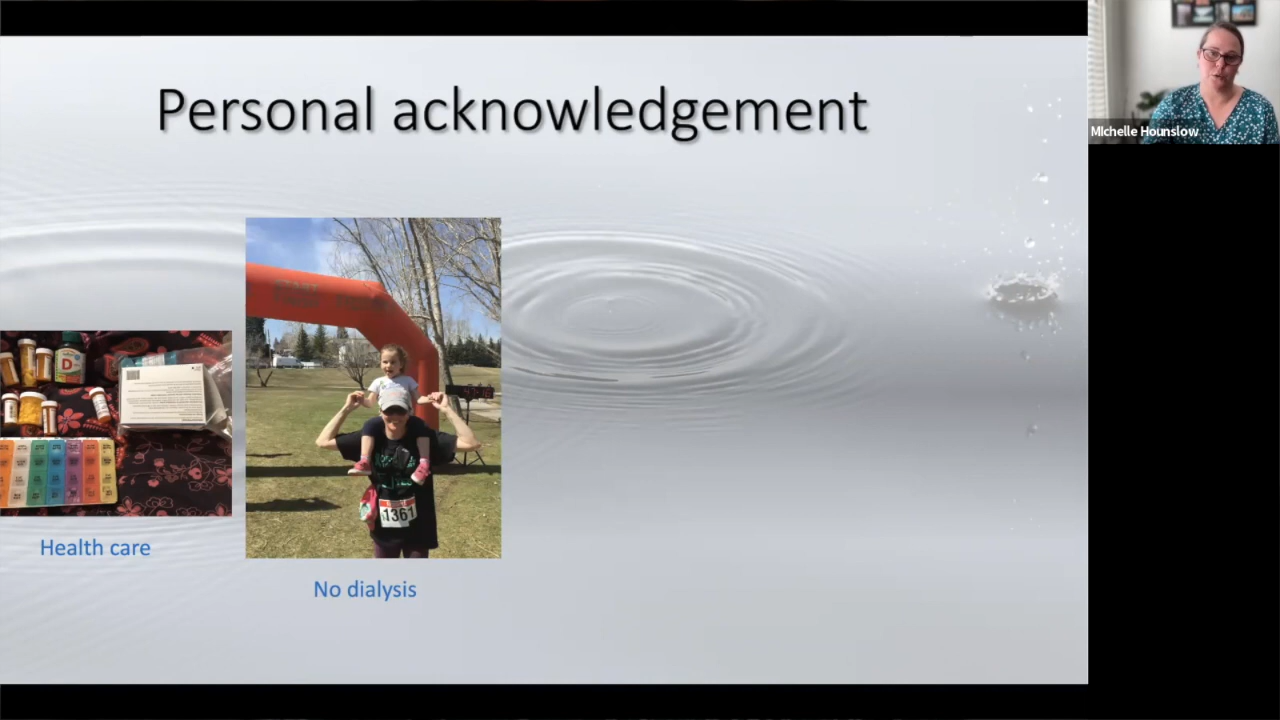 Personal acknowledgement
MIchelle Hounslow
D
1361
Health care
No dialysis